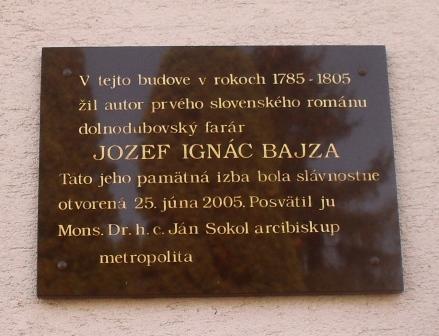 V tejto budove v rokoch 1785-1805
žil autor prvého slovenského románu
dolnodubovský farár
JOZEF IGNÁC BAJZA
Táto jeho pamätná izba bola slávnostne
otvorená 25. júna 2005. Posvätil ju
Mons. Dr. h. c. Ján Sokol arcibiskup
metropolita